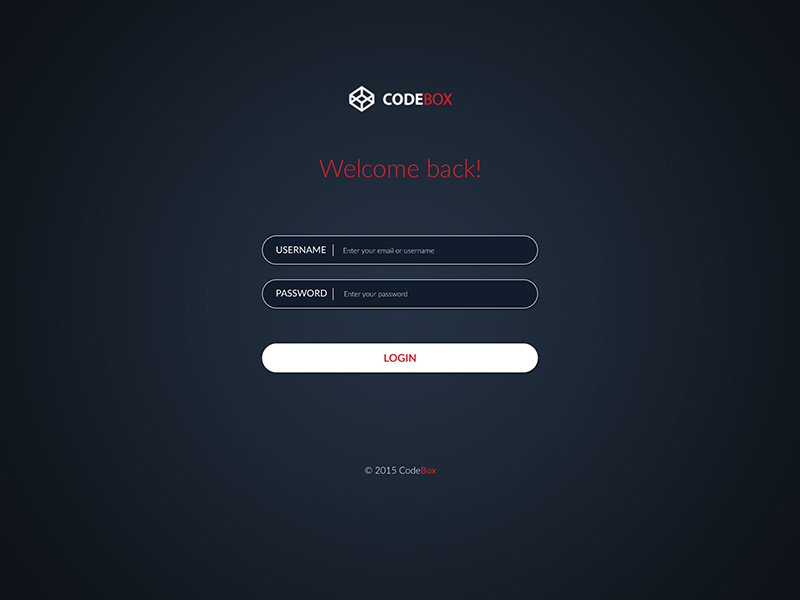 CODEBOX
Welcome back!
USERNAME | Enter your email or username
PASSWORD | Enter your password
LOGIN
© 2015 CodeBox